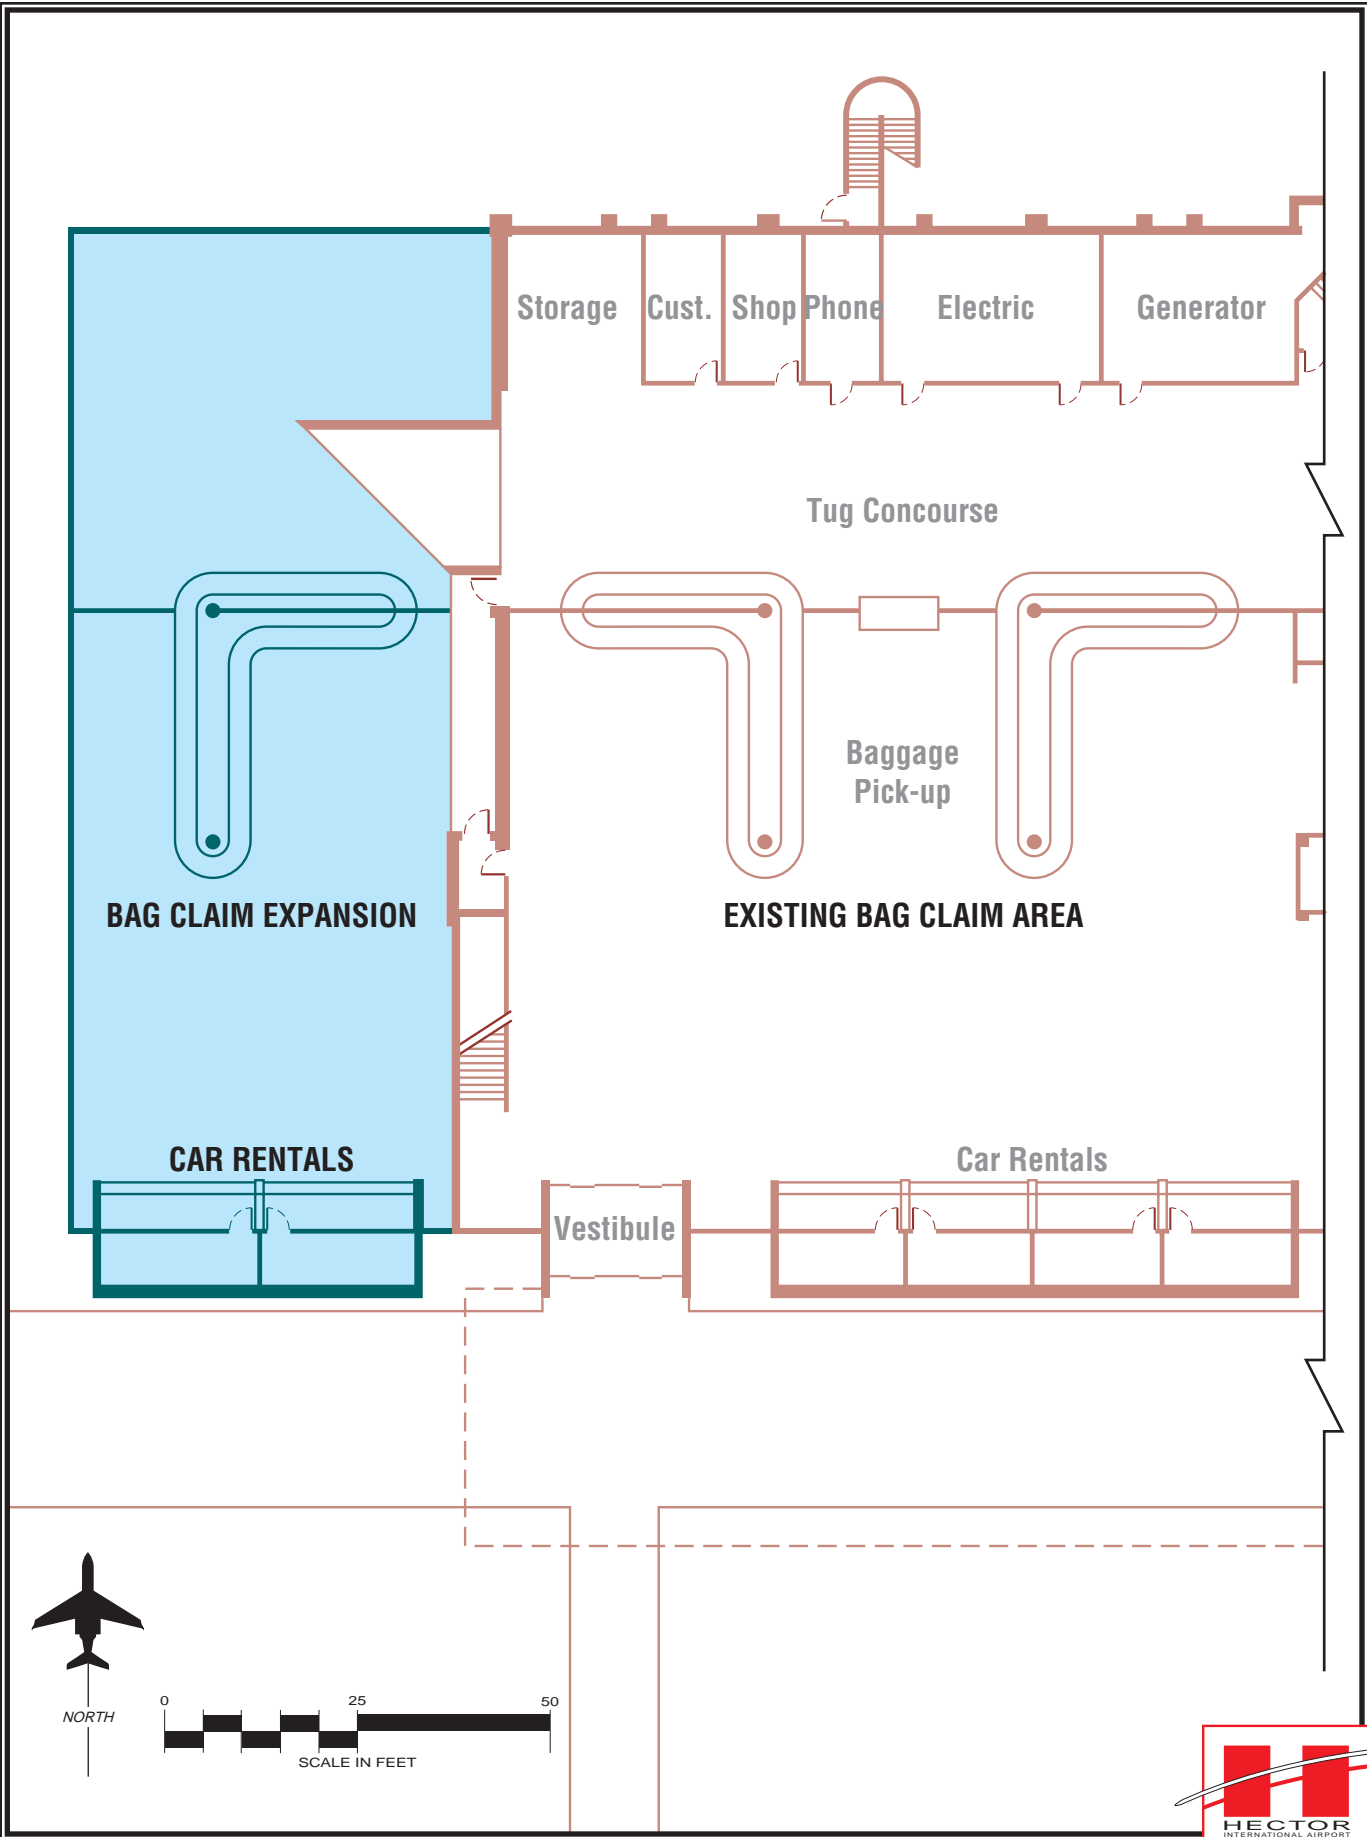 Storage
Cust.
Shop
Phone
Electric
Generator
Tug Concourse
Baggage
Pick-up
BAG CLAIM EXPANSION
EXISTING BAG CLAIM AREA
CAR RENTALS
Car Rentals
Vestibule
NORTH
0 25 50
SCALE IN FEET
HECTOR
INTERNATIONAL AIRPORT